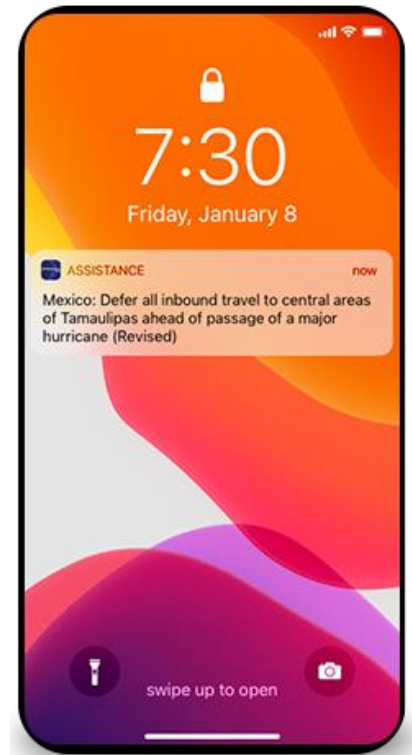 7:30
Friday, January 8
ASSISTANCE now
Mexico: Defer all inbound travel to central areas
of Tamaulipas ahead of passage of a major
hurricane (Revised)
swipe up to open